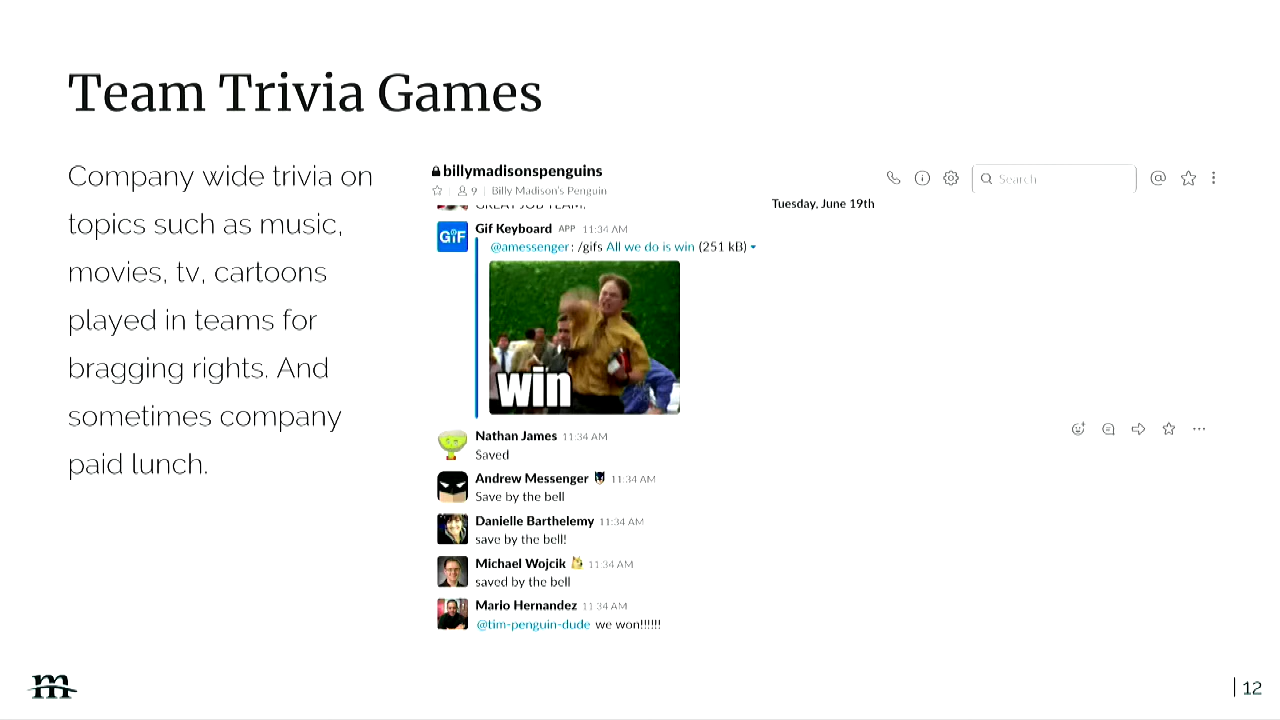 Team Trivia Games
Company wide trivia on
topics such as music,
movies, tv, cartoons
played in teams for
bragging rights. And
sometimes company
paid lunch.
billymadisonspenguins
9 | Billy Madison's Penguin
Search
Tuesday, June 19th
GREAT JOB TEAM!
GIF
Gif Keyboard APP 11:34 AM
@amessenger: /gifs All we do is win (251 kB)
win
Nathan James 11:34 AM
Saved
Andrew Messenger 11:34 AM
Save by the bell
Danielle Barthelemy 11:34 AM
save by the bell!
Michael Wojcik 11:34 AM
saved by the bell
Mario Hernandez 11:34 AM
@tim-penguin-dude we won!!!!!!
m
| 12